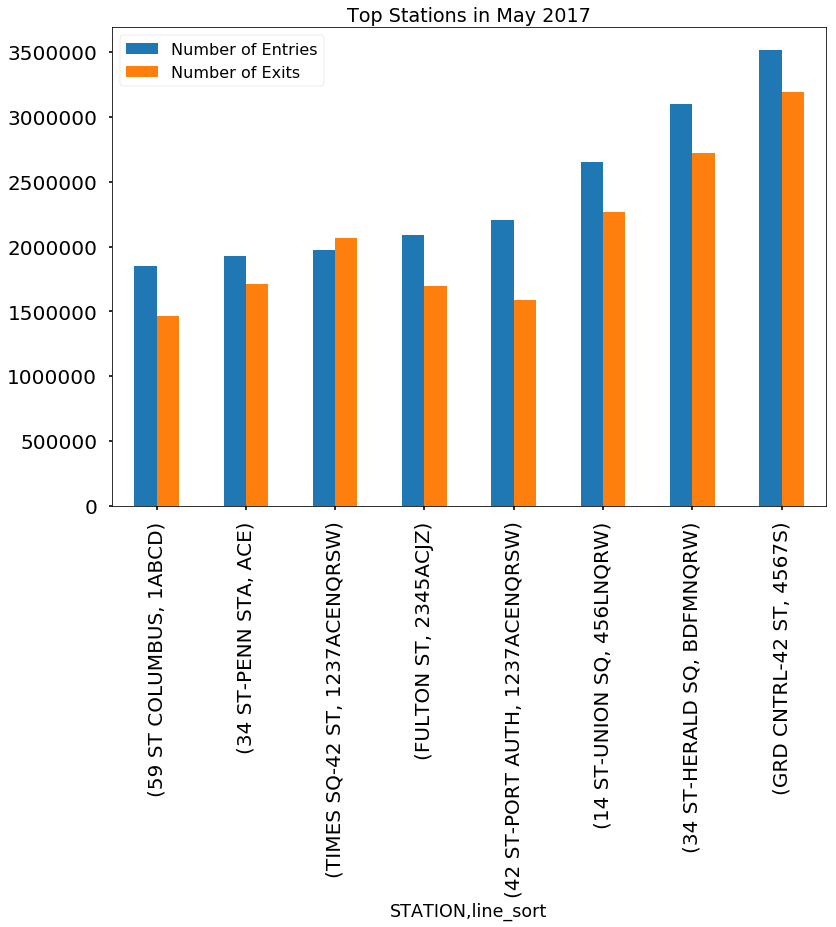 Top Stations in May 2017
Number of Entries
Number of Exits
3500000
3000000
2500000
2000000
1500000
1000000
500000
0
(59 ST COLUMBUS, 1ABCD)
(34 ST-PENN STA, ACE)
(TIMES SQ-42 ST, 1237ACENQRSW)
(FULTON ST, 2345ACJZ)
(42 ST-PORT AUTH, 1237ACENQRSW)
(14 ST-UNION SQ, 456LNQRW)
(34 ST-HERALD SQ, BDFMNQRW)
(GRD CNTRL-42 ST, 4567S)
STATION,line_sort